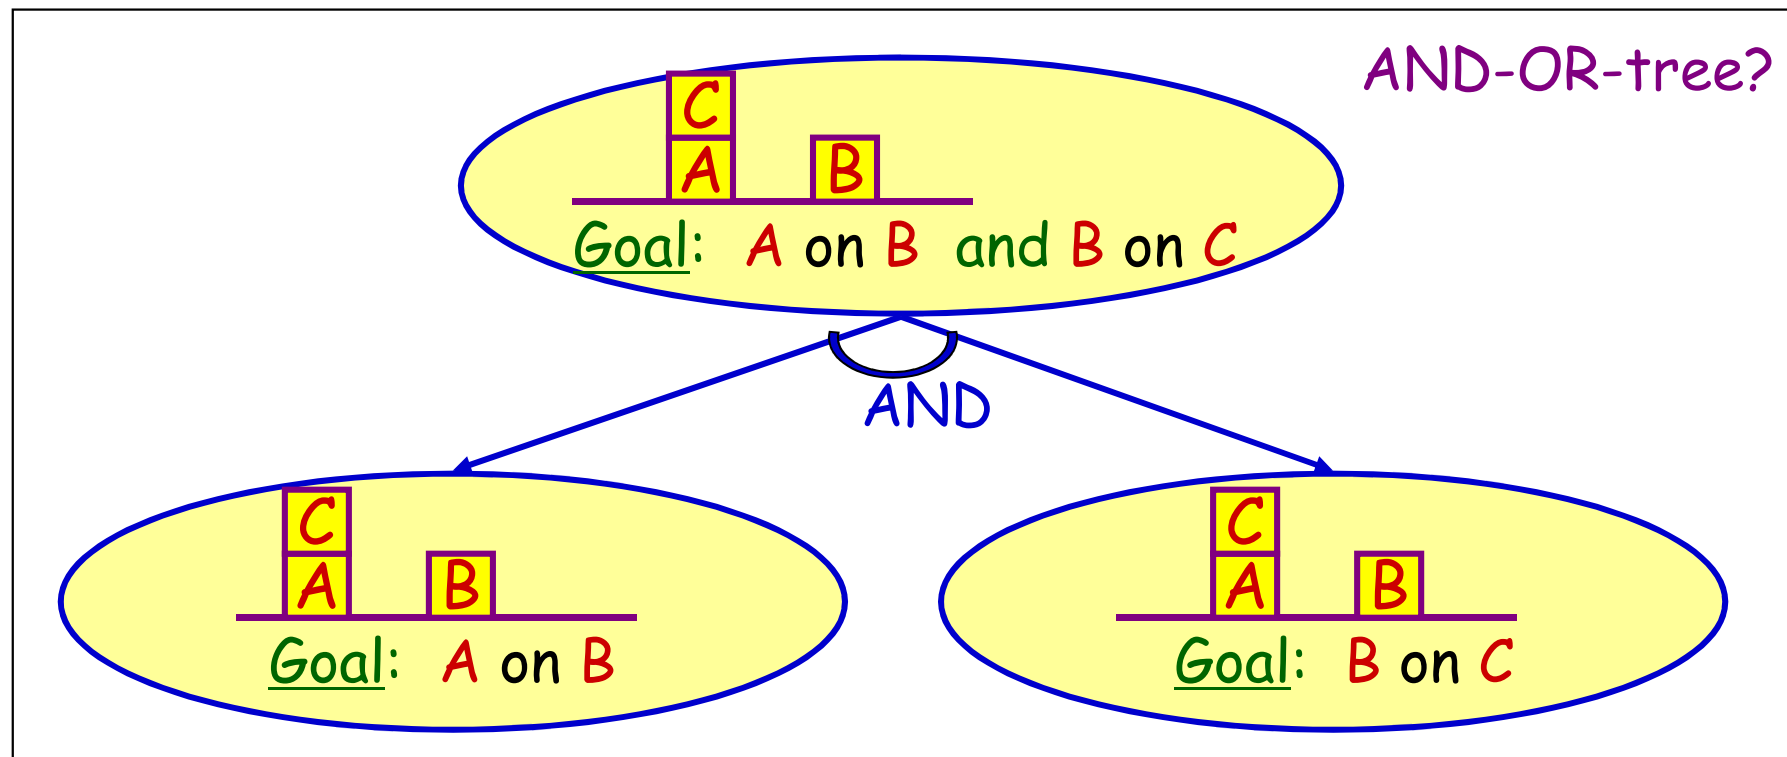 AND-OR-tree?
C
A B
Goal: A on B and B on C
AND
C
A B
Goal: A on B
C
A B
Goal: B on C